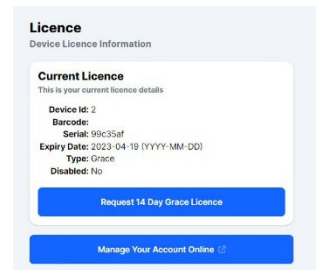 Licence
Device Licence Information
Current Licence
This is your current licence details
Device Id: 2
Barcode:
Serial: 99c35af
Expiry Date: 2023-04-19 (YYYY-MM-DD)
Type: Grace
Disabled: No
Request 14 Day Grace Licence
Manage Your Account Online